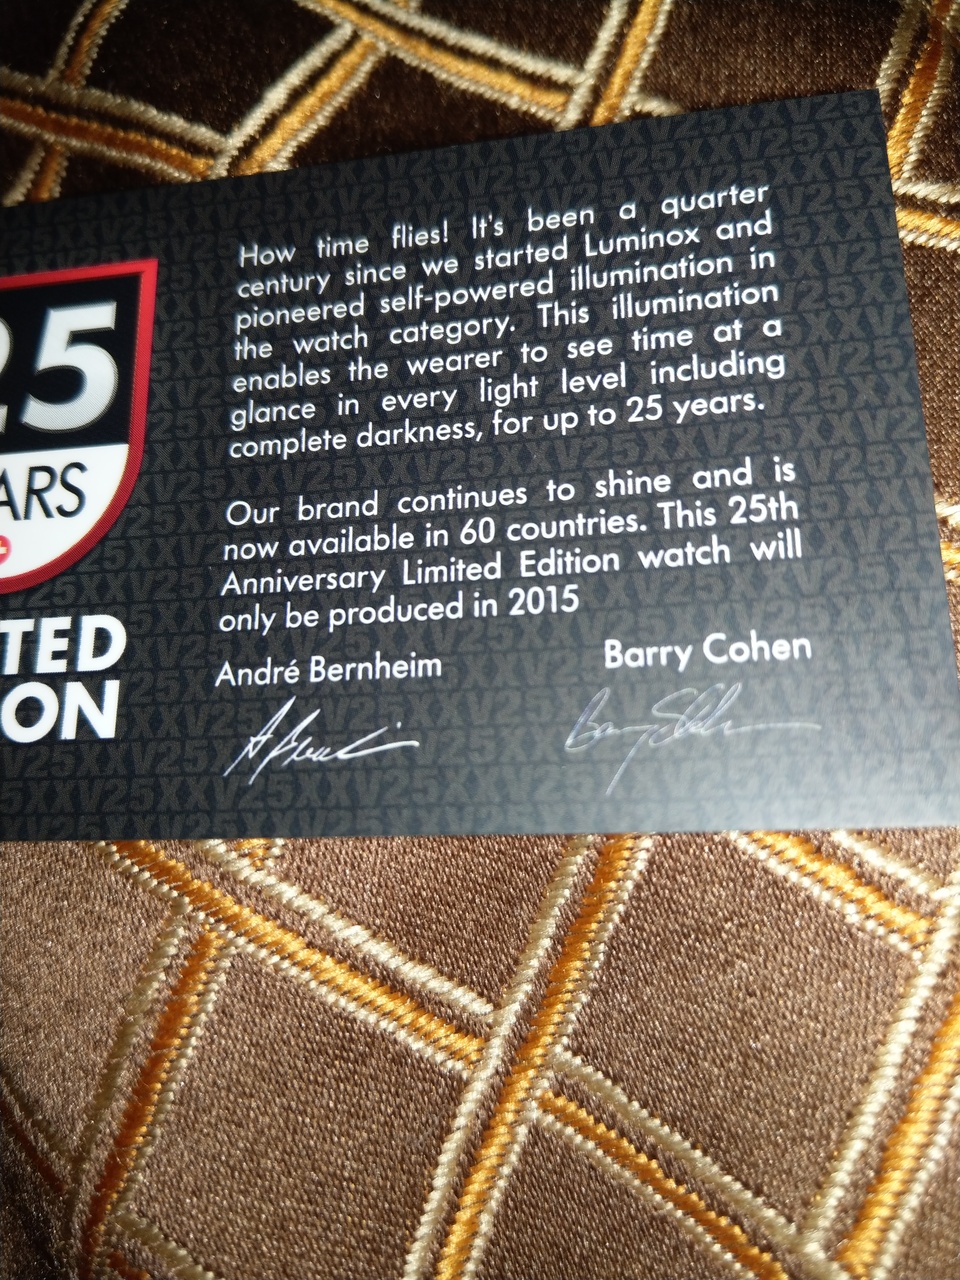 How time flies! It's been a quarter
century since we started Luminox and
pioneered self-powered illumination in
the watch category. This illumination
enables the wearer to see time at a
glance in every light level including
complete darkness, for up to 25 years.
Our brand continues to shine and is
now available in 60 countries. This 25th
Anniversary Limited Edition watch will
only be produced in 2015
André Bernheim
Barry Cohen
25
ARS
TED
ON